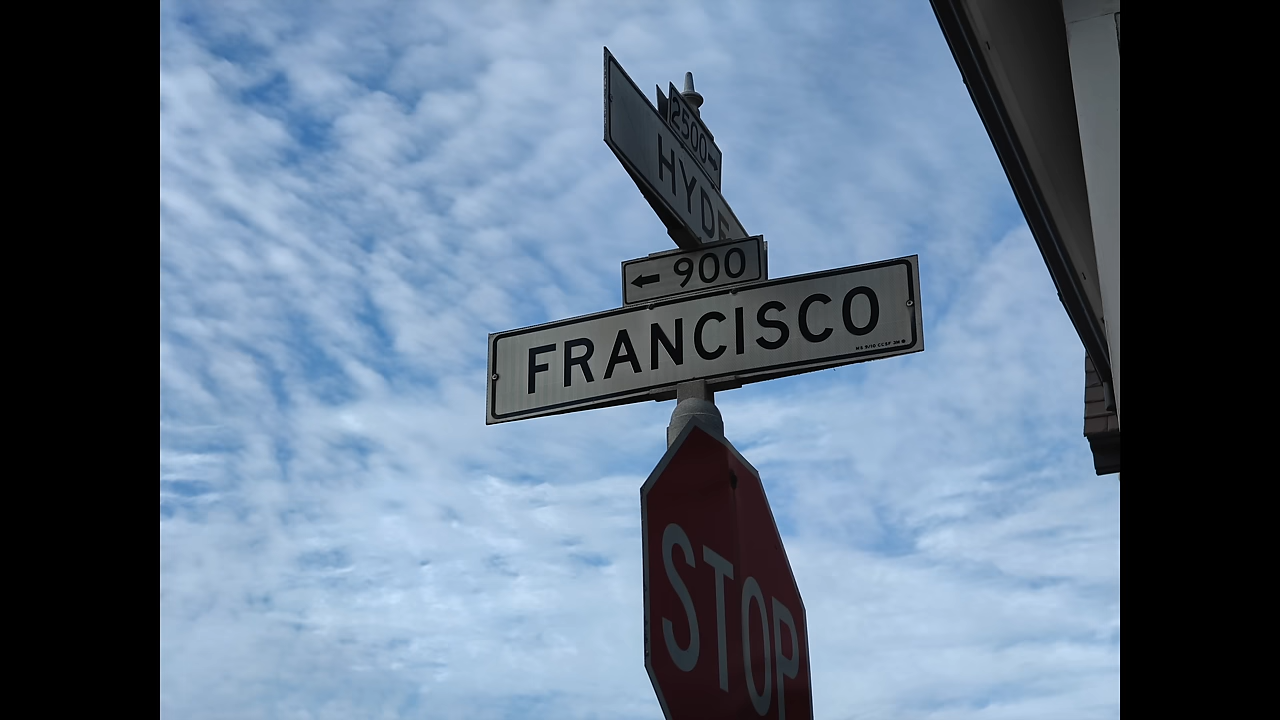 2500 →
HYDE
← 900
FRANCISCO
STOP